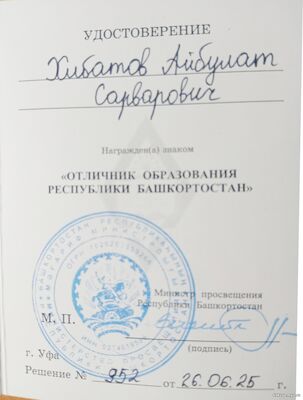 УДОСТОВЕРЕНИЕ
Хибатов Айбулат
Сарварович
Награжден(а) знаком
«ОТЛИЧНИК ОБРАЗОВАНИЯ
РЕСПУБЛИКИ БАШКОРТОСТАН»
Министр просвещения
Республики Башкортостан
М. П.
(подпись)
г. Уфа
Решение № 952 от 26.06.25 г.